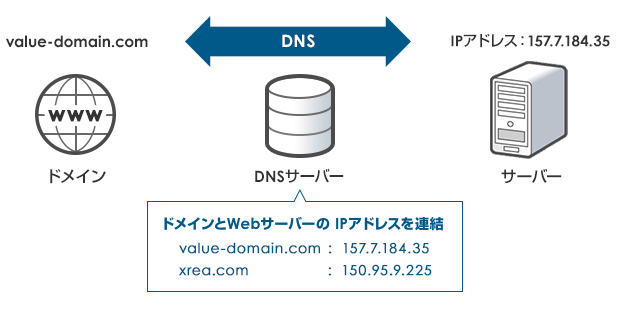 value-domain.com
DNS
IPアドレス：157.7.184.35
WWW
ドメイン
DNSサーバー
サーバー
ドメインとWebサーバーの IPアドレスを連結
value-domain.com : 157.7.184.35
xrea.com : 150.95.9.225